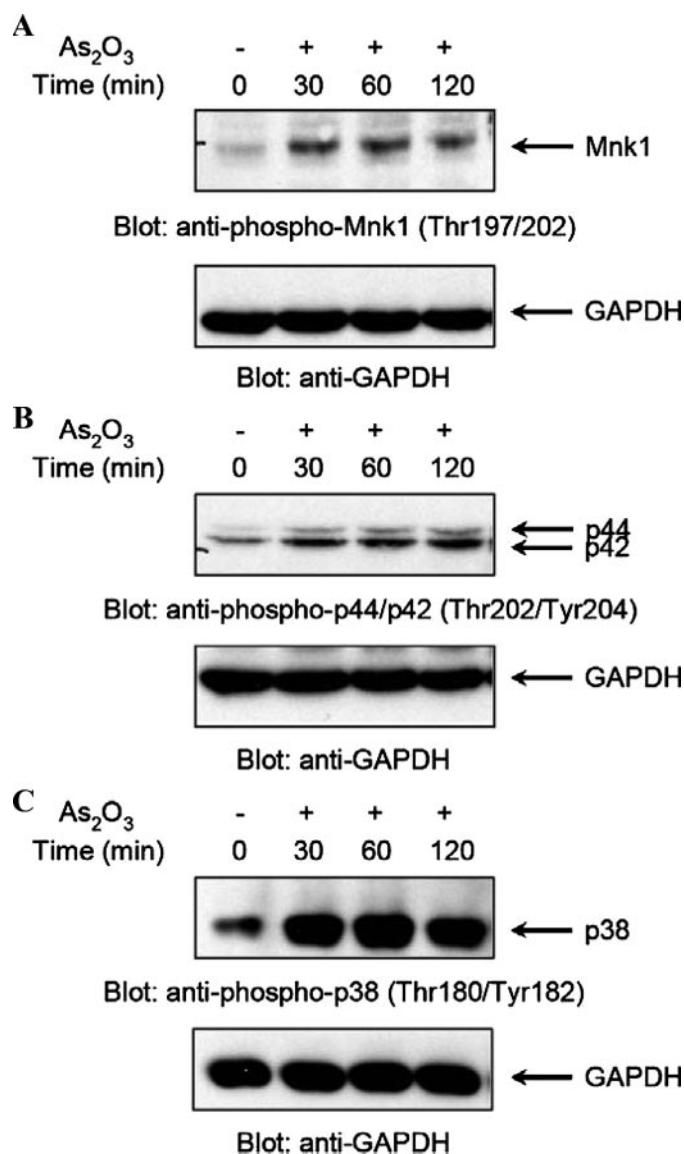 A
As₂O₃ - + + +
Time (min) 0 30 60 120
Mnk1
Blot: anti-phospho-Mnk1 (Thr197/202)
GAPDH
Blot: anti-GAPDH
B
As₂O₃ - + + +
Time (min) 0 30 60 120
p44
p42
Blot: anti-phospho-p44/p42 (Thr202/Tyr204)
GAPDH
Blot: anti-GAPDH
C
As₂O₃ - + + +
Time (min) 0 30 60 120
p38
Blot: anti-phospho-p38 (Thr180/Tyr182)
GAPDH
Blot: anti-GAPDH